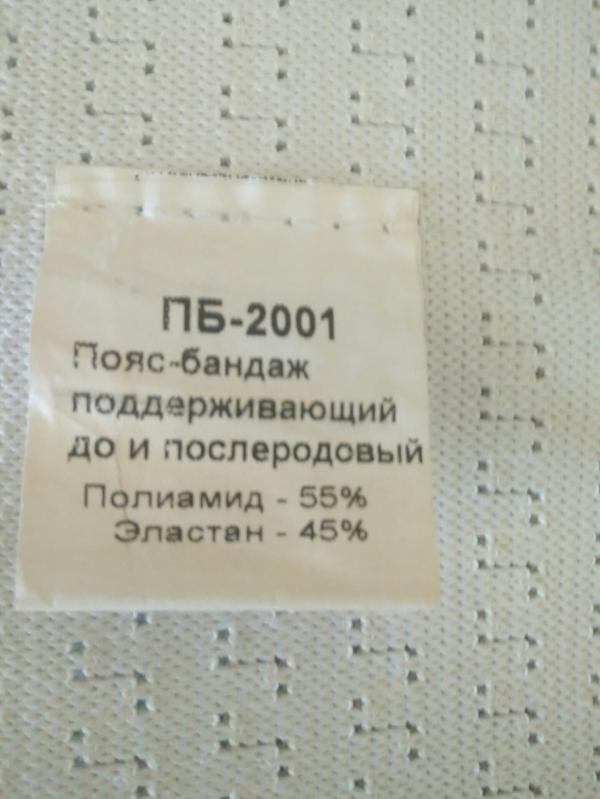 ПБ-2001
Пояс-бандаж
поддерживающий
до и послеродовый
Полиамид - 55%
Эластан - 45%